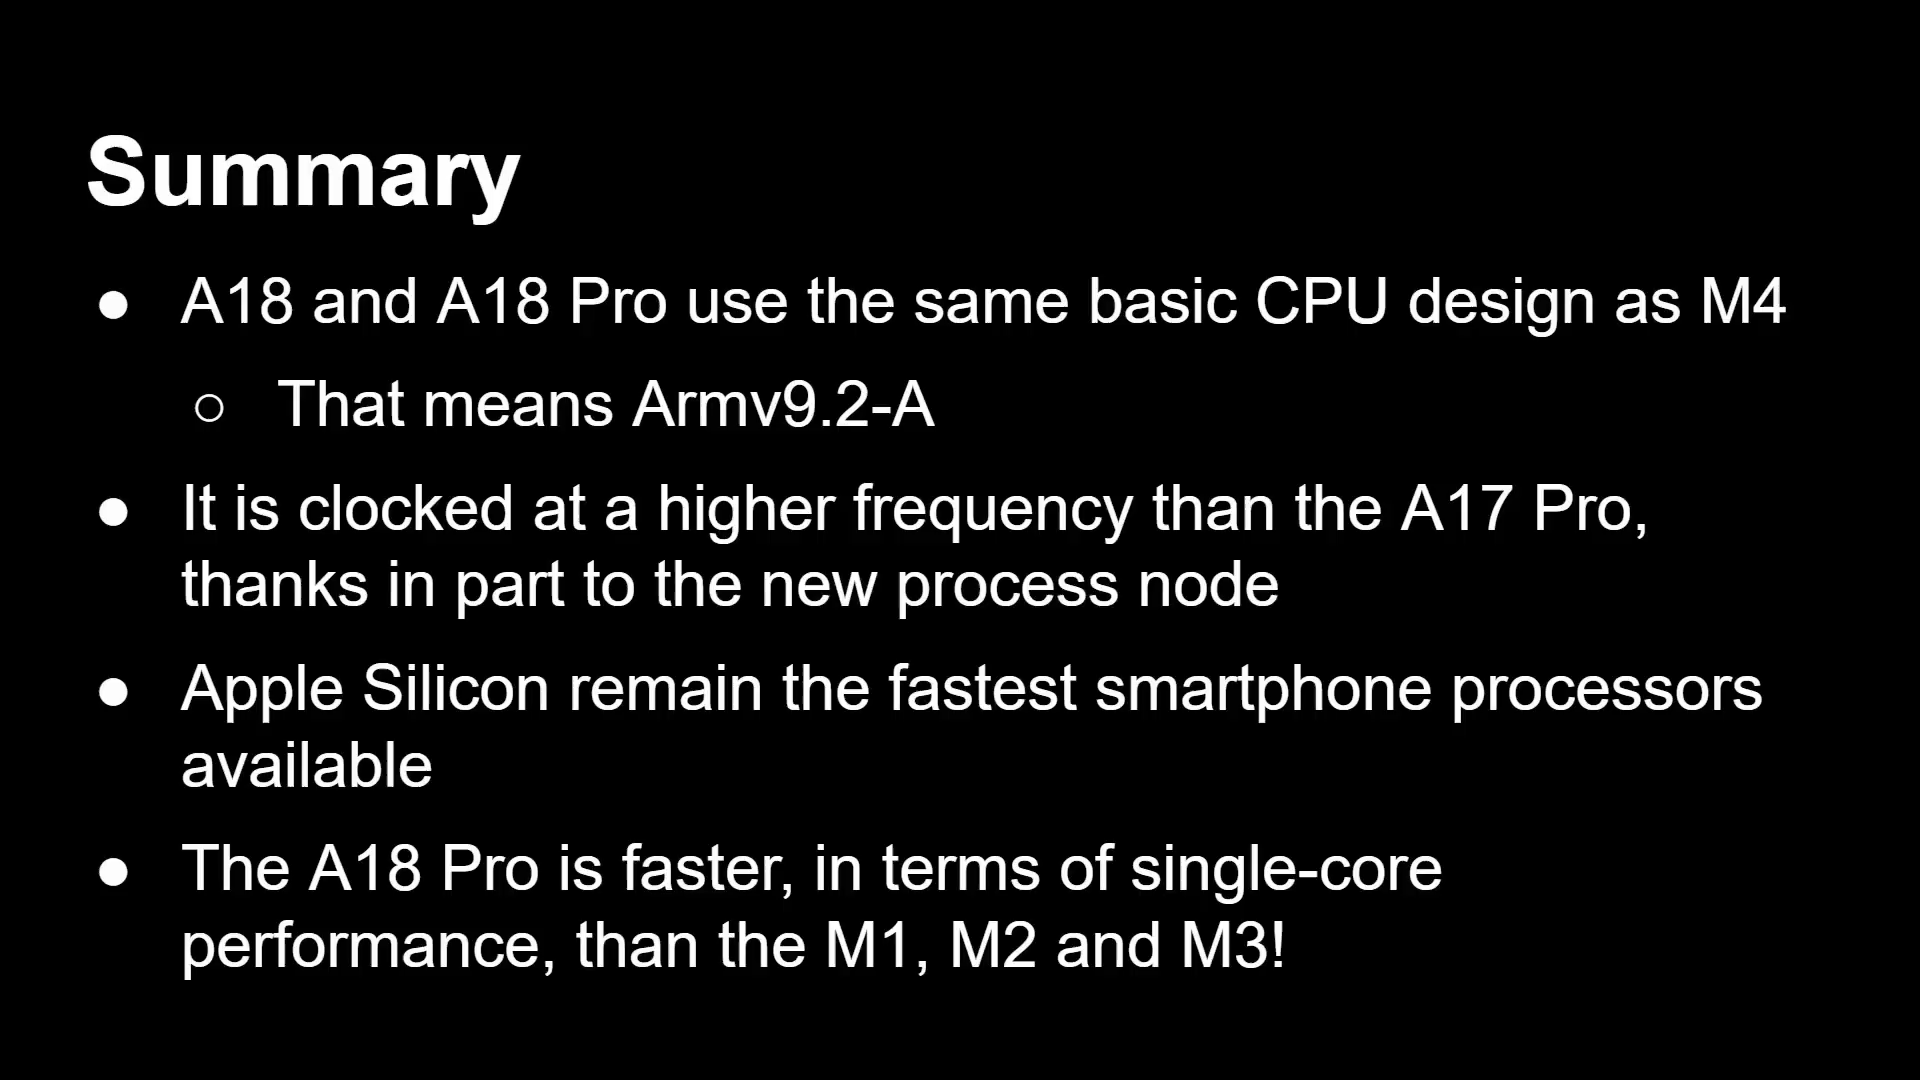 Summary
● A18 and A18 Pro use the same basic CPU design as M4
○ That means Armv9.2-A
● It is clocked at a higher frequency than the A17 Pro,
thanks in part to the new process node
● Apple Silicon remain the fastest smartphone processors
available
● The A18 Pro is faster, in terms of single-core
performance, than the M1, M2 and M3!